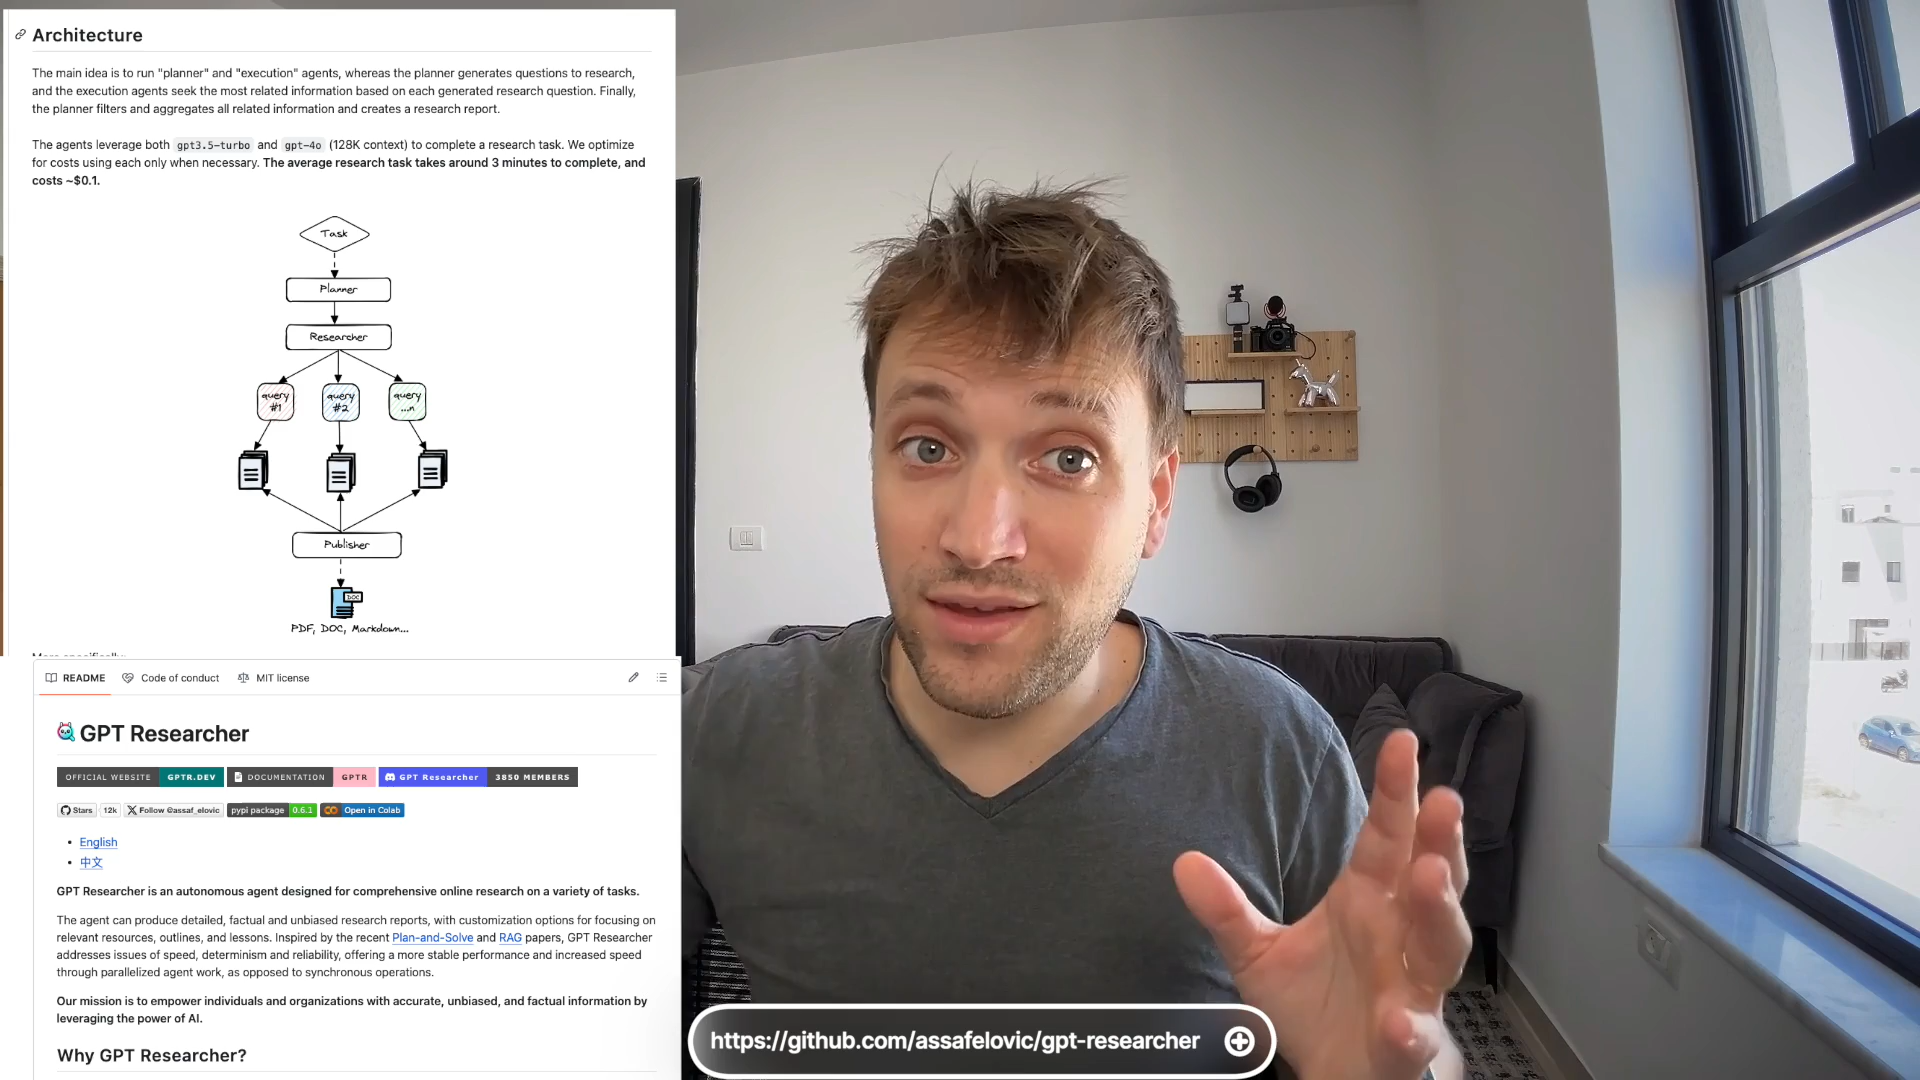 Architecture
The main idea is to run "planner" and "execution" agents, whereas the planner generates questions to research,
and the execution agents seek the most related information based on each generated research question. Finally,
the planner filters and aggregates all related information and creates a research report.
The agents leverage both gpt3.5-turbo and gpt-4o (128K context) to complete a research task. We optimize
for costs using each only when necessary. The average research task takes around 3 minutes to complete, and
costs ~$0.1.
Task
Planner
Researcher
query #1
query #2
query ...n
Publisher
DOC
PDF, DOC, Markdown...
README Code of conduct MIT license
GPT Researcher
OFFICIAL WEBSITE GPTR.DEV DOCUMENTATION GPTR GPT Researcher 3850 MEMBERS
Stars 12k Follow @assaf_elovic pypi package 0.6.1 Open in Colab
English
中文
GPT Researcher is an autonomous agent designed for comprehensive online research on a variety of tasks.
The agent can produce detailed, factual and unbiased research reports, with customization options for focusing on
relevant resources, outlines, and lessons. Inspired by the recent Plan-and-Solve and RAG papers, GPT Researcher
addresses issues of speed, determinism and reliability, offering a more stable performance and increased speed
through parallelized agent work, as opposed to synchronous operations.
Our mission is to empower individuals and organizations with accurate, unbiased, and factual information by
leveraging the power of AI.
Why GPT Researcher?
https://github.com/assafelovic/gpt-researcher